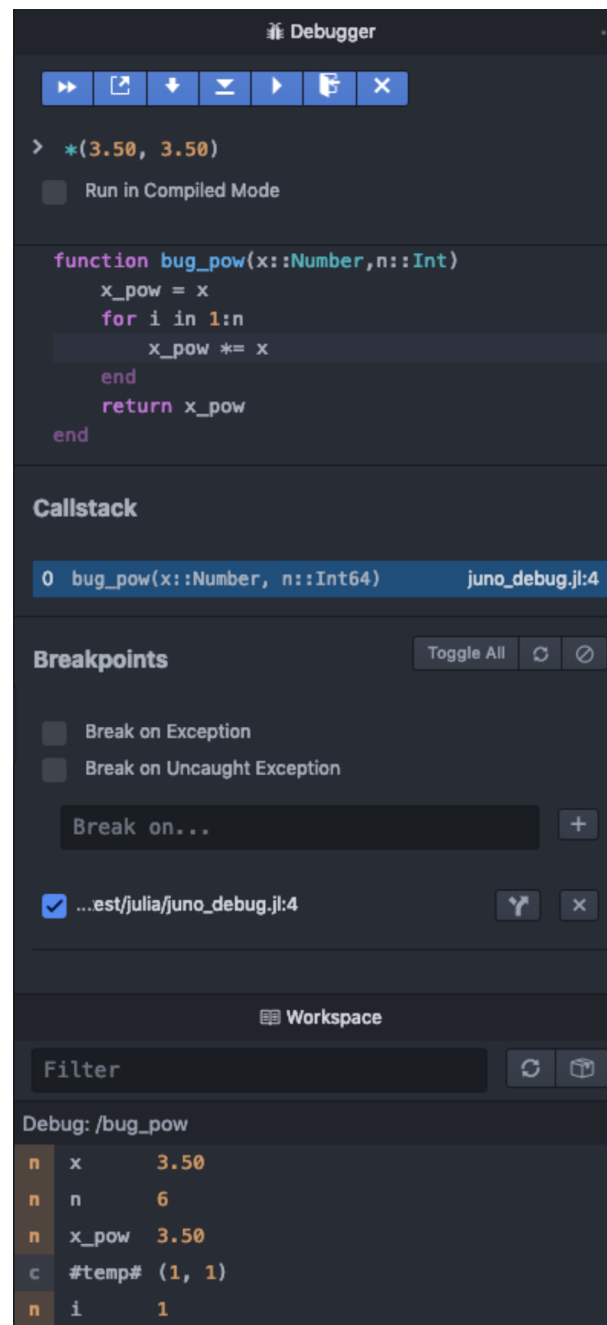 Debugger
> *(3.50, 3.50)
Run in Compiled Mode
function bug_pow(x::Number,n::Int)
    x_pow = x
    for i in 1:n
        x_pow *= x
    end
    return x_pow
end
Callstack
0 bug_pow(x::Number, n::Int64) juno_debug.jl:4
Breakpoints Toggle All
Break on Exception
Break on Uncaught Exception
Break on... +
...est/julia/juno_debug.jl:4
Workspace
Filter
Debug: /bug_pow
n x 3.50
n n 6
n x_pow 3.50
c #temp# (1, 1)
n i 1